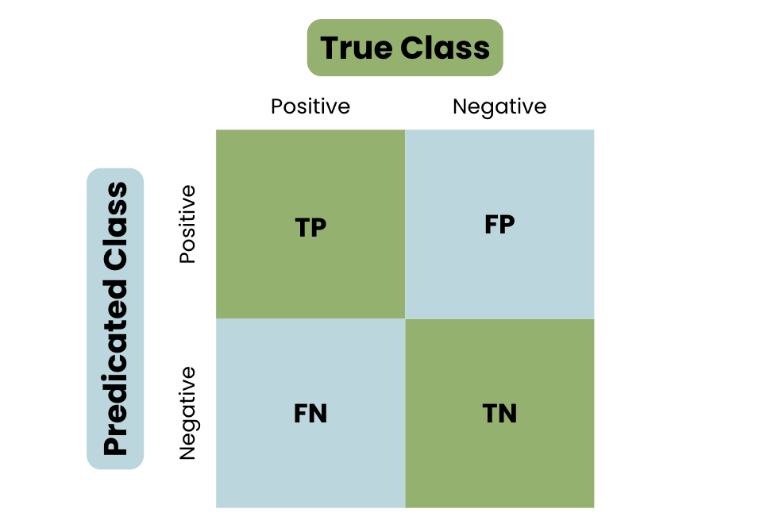 True Class
Positive Negative
Predicated Class
Positive
TP FP
Negative
FN TN